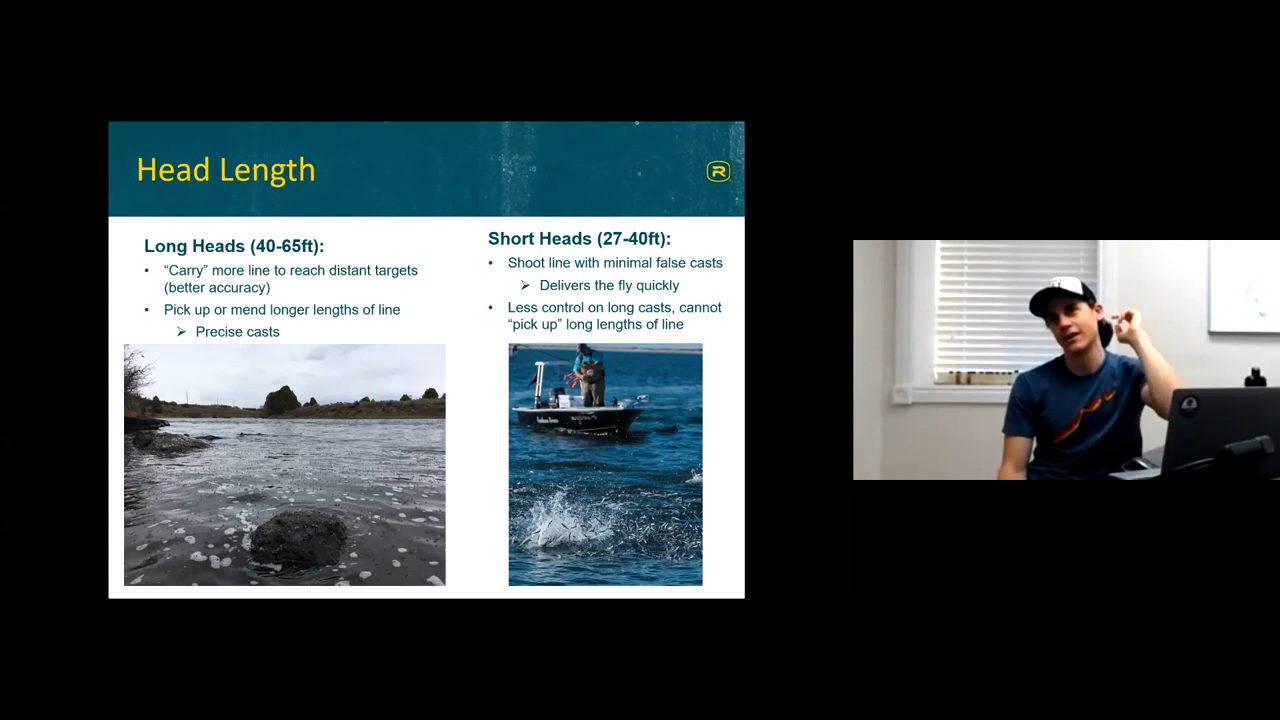 Head Length
R
Long Heads (40-65ft):
• “Carry” more line to reach distant targets
(better accuracy)
• Pick up or mend longer lengths of line
➢ Precise casts
Short Heads (27-40ft):
• Shoot line with minimal false casts
➢ Delivers the fly quickly
• Less control on long casts, cannot
“pick up” long lengths of line